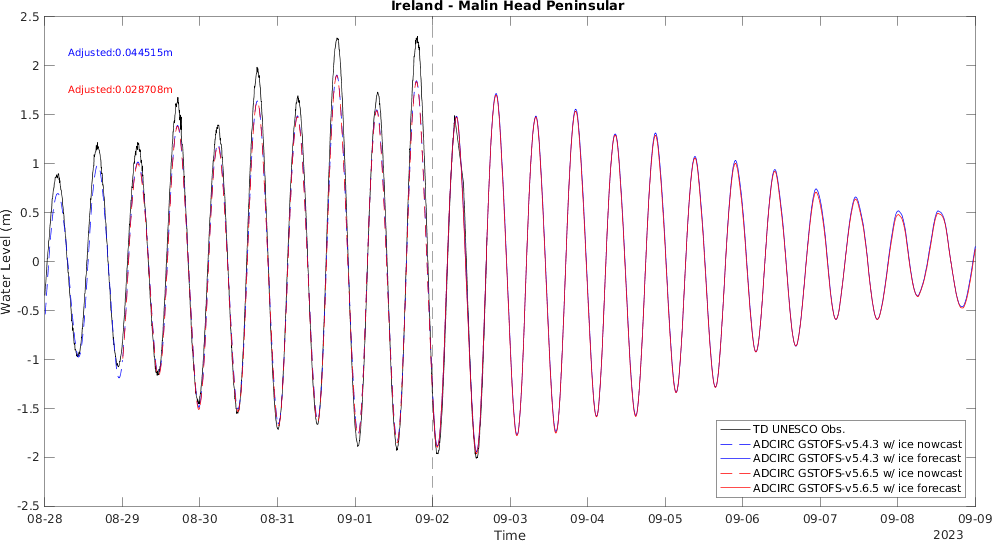 Ireland - Malin Head Peninsular
2.5
Adjusted:0.044515m
2
Adjusted:0.028708m
1.5
1
0.5
0
-0.5
-1
-1.5
-2
-2.5
Water Level (m)
TD UNESCO Obs.
ADCIRC GSTOFS-v5.4.3 w/ ice nowcast
ADCIRC GSTOFS-v5.4.3 w/ ice forecast
ADCIRC GSTOFS-v5.6.5 w/ ice nowcast
ADCIRC GSTOFS-v5.6.5 w/ ice forecast
08-28 08-29 08-30 08-31 09-01 09-02 09-03 09-04 09-05 09-06 09-07 09-08 09-09
Time
2023